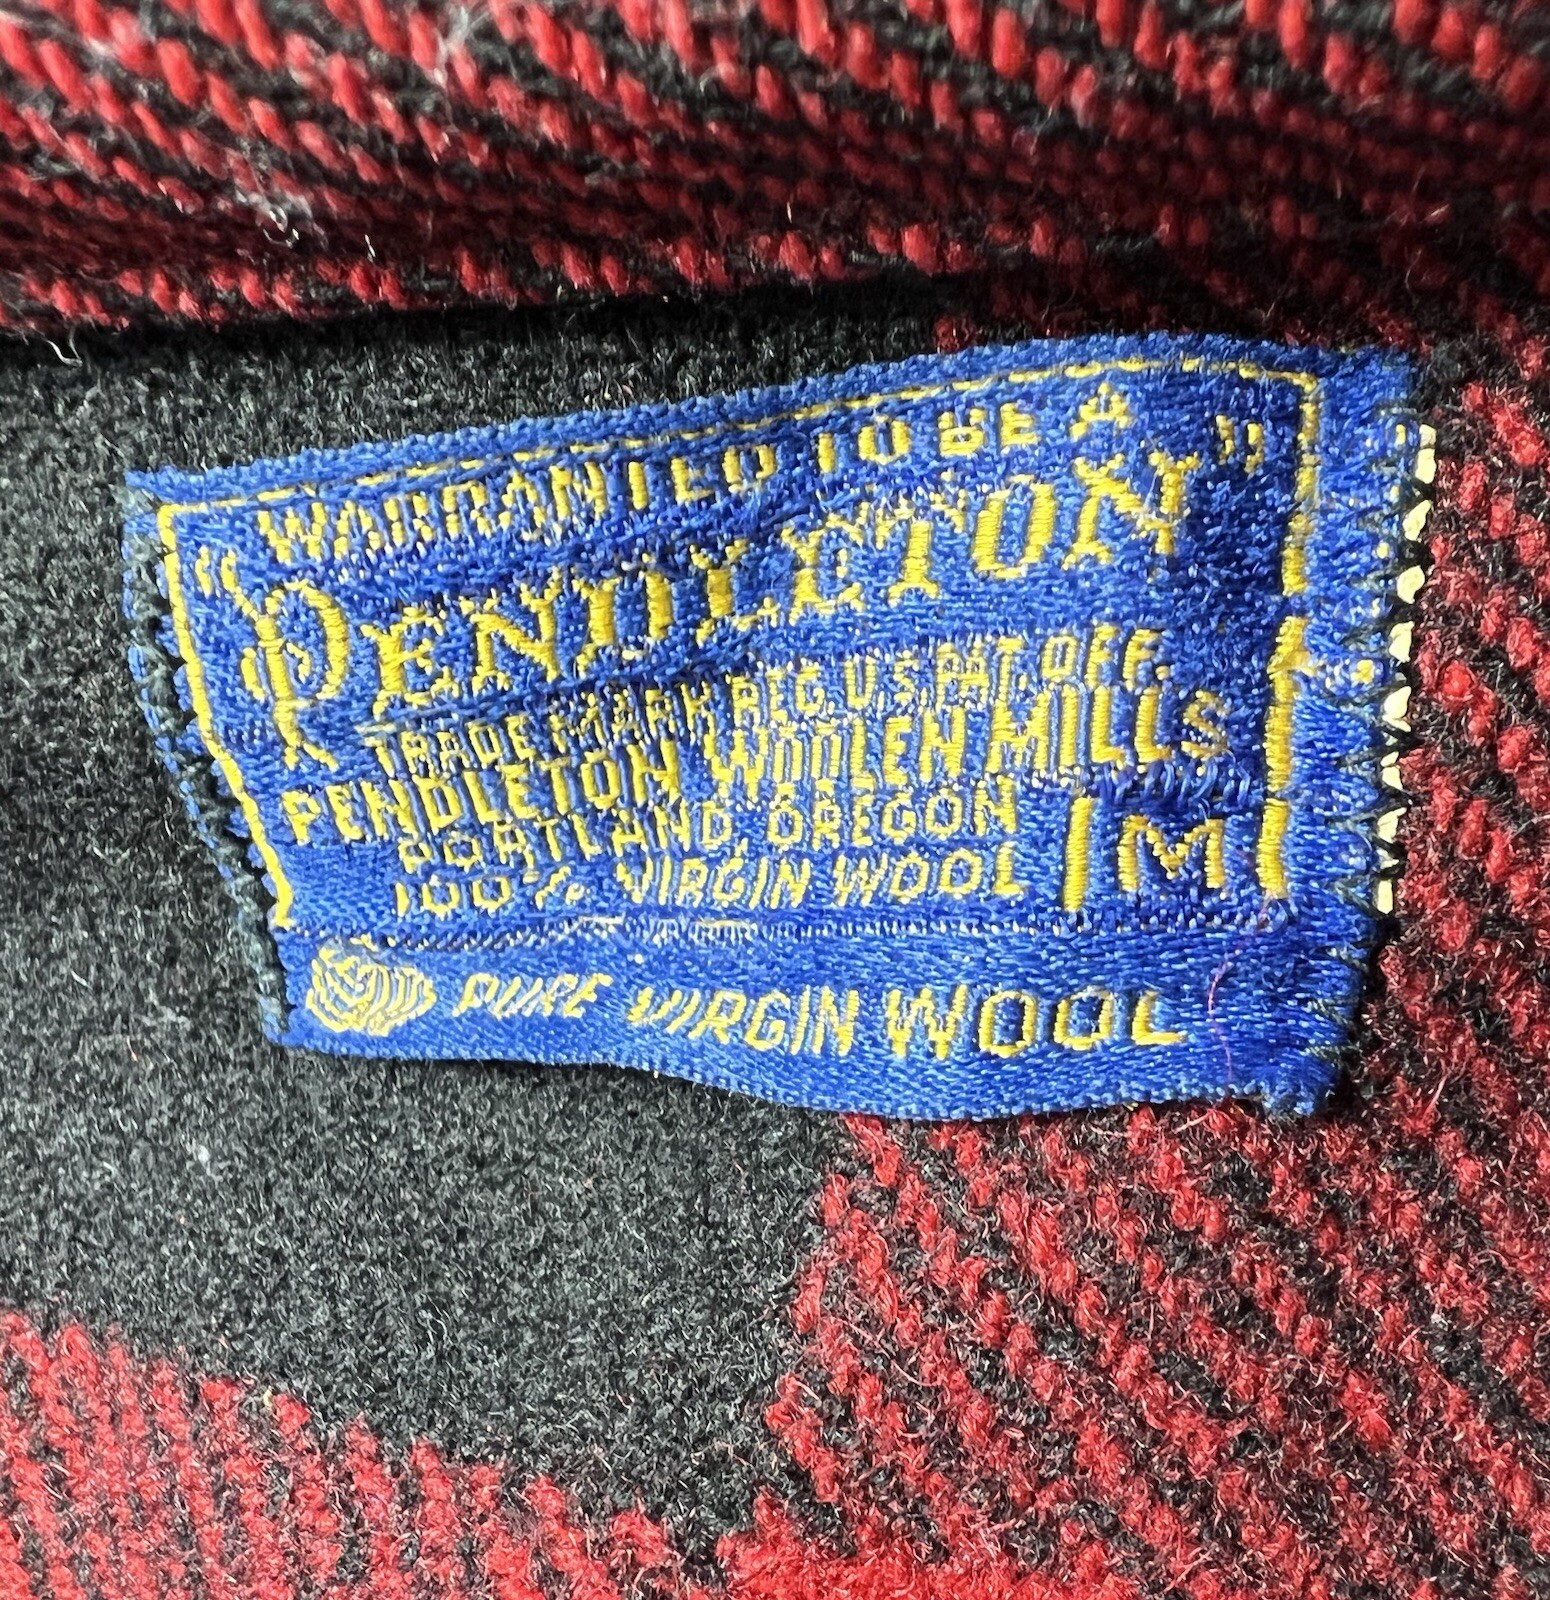 WARRANTED TO BE A
"PENDLETON"
TRADE MARK REG. U.S. PAT. OFF.
PENDLETON WOOLEN MILLS
PORTLAND, OREGON
100% VIRGIN WOOL M
PURE VIRGIN WOOL